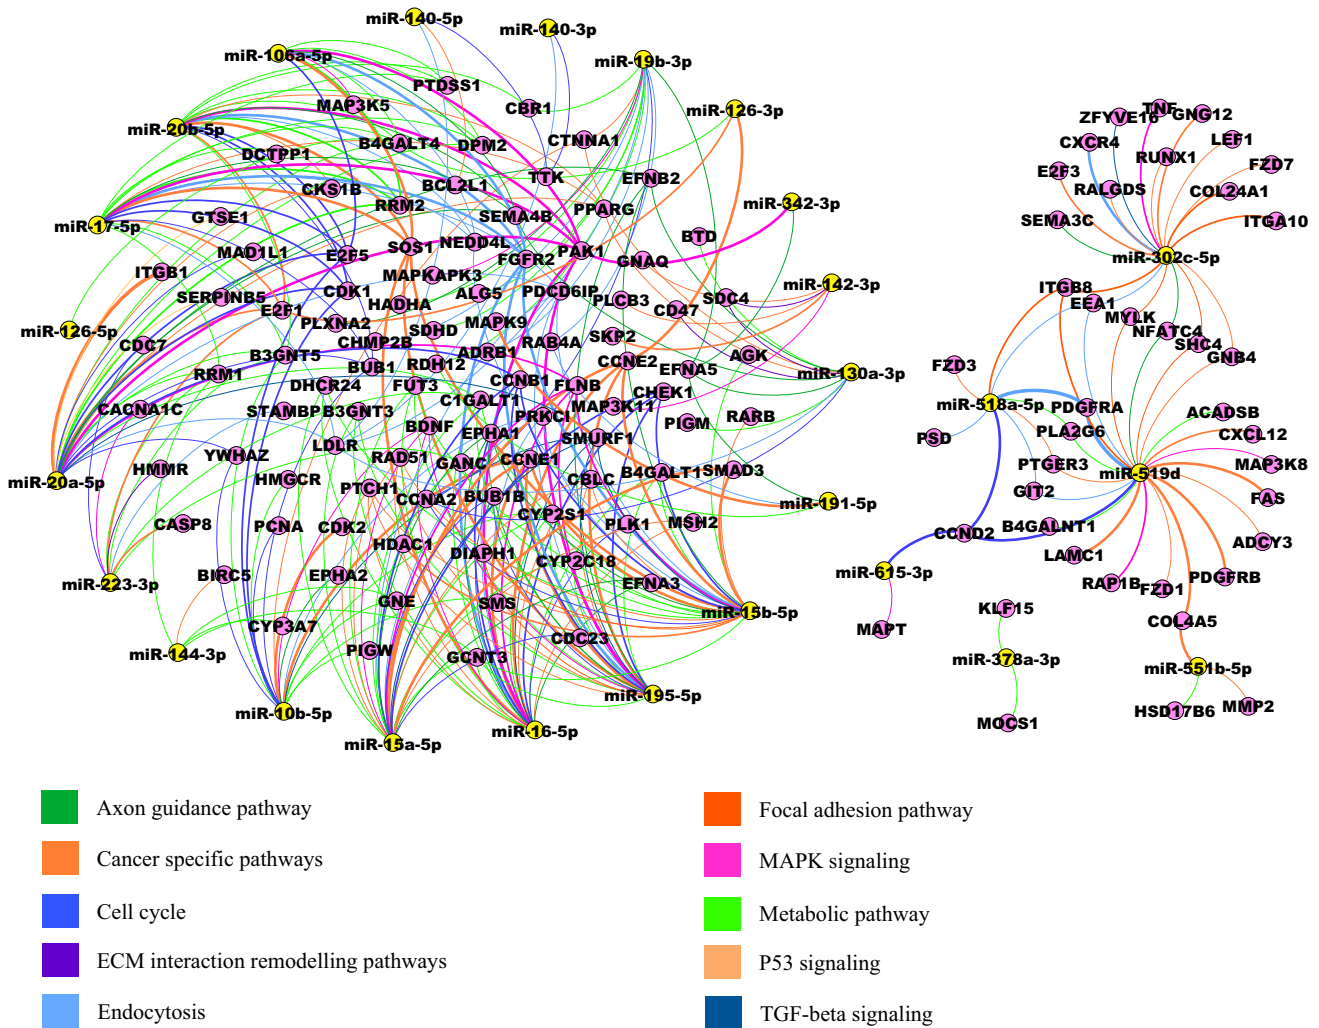 miR-140-5p
miR-140-3p
miR-106a-5p
miR-19b-3p
PTDSS1
MAP3K5
CBR1
miR-126-3p
miR-20b-5p
B4GALT4
DPM2
CTNNA1
DCTPP1
TTK
EFNB2
CKS1B
BCL2L1
RRM2
SEMA4B
PPARG
miR-342-3p
miR-17-5p
GTSE1
BTD
MAD1L1
E2F5
SOS1
NEDD4L
FGFR2
PAK1
GNAQ
ITGB1
MAPKAPK3
miR-142-3p
SERPINB5
CDK1
HADHA
ALG5
PDCD6IP
PLCB3
SDC4
CD47
E2F1
PLXNA2
miR-126-5p
SDHD
MAPK9
CDC7
CHMP2B
RAB4A
SKP2
B3GNT5
ADRB1
AGK
BUB1
RDH12
CCNE2
EFNA5
miR-130a-3p
RRM1
DHCR24
FUT3
CCNB1
FLNB
CHEK1
CACNA1C
STAMBP
B3GNT3
C1GALT1
PRKCI
MAP3K11
PIGM
RARB
BDNF
EPHA1
SMURF1
LDLR
YWHAZ
RAD51
GANC
CCNE1
HMMR
HMGCR
PTCH1
CCNA2
BUB1B
CBLC
B4GALT1
SMAD3
miR-20a-5p
miR-191-5p
CASP8
PCNA
CDK2
CYP2S1
PLK1
MSH2
HDAC1
DIAPH1
CYP2C18
miR-223-3p
BIRC5
EPHA2
EFNA3
GNE
SMS
miR-15b-5p
CYP3A7
CDC23
miR-144-3p
PIGW
GCNT3
miR-195-5p
miR-10b-5p
miR-15a-5p
miR-16-5p
TNF
ZFYVE16
GNG12
CXCR4
LEF1
RUNX1
E2F3
FZD7
RALGDS
COL24A1
SEMA3C
ITGA10
miR-302c-5p
ITGB8
EEA1
MYLK
NFATC4
SHC4
GNB4
FZD3
miR-518a-5p
PDGFRA
ACADSB
PSD
PLA2G6
CXCL12
PTGER3
miR-519d
MAP3K8
GIT2
FAS
CCND2
B4GALNT1
ADCY3
LAMC1
miR-615-3p
RAP1B
FZD1
PDGFRB
KLF15
COL4A5
MAPT
miR-378a-3p
miR-551b-5p
HSD17B6
MMP2
MOCS1
Axon guidance pathway
Cancer specific pathways
Cell cycle
ECM interaction remodelling pathways
Endocytosis
Focal adhesion pathway
MAPK signaling
Metabolic pathway
P53 signaling
TGF-beta signaling